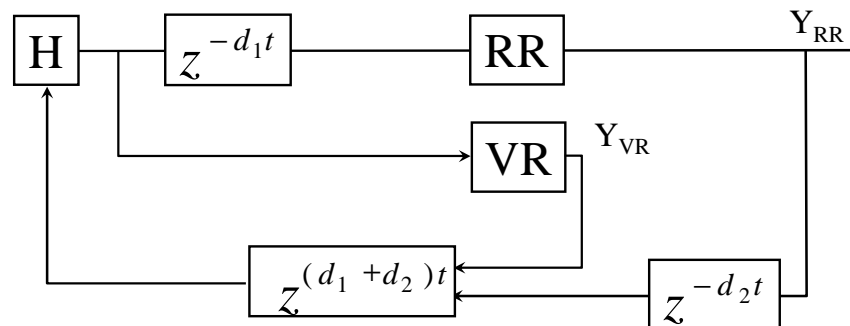 Y_RR
H
z^{-d_1 t}
RR
VR
Y_VR
z^{(d_1 + d_2) t}
z^{-d_2 t}